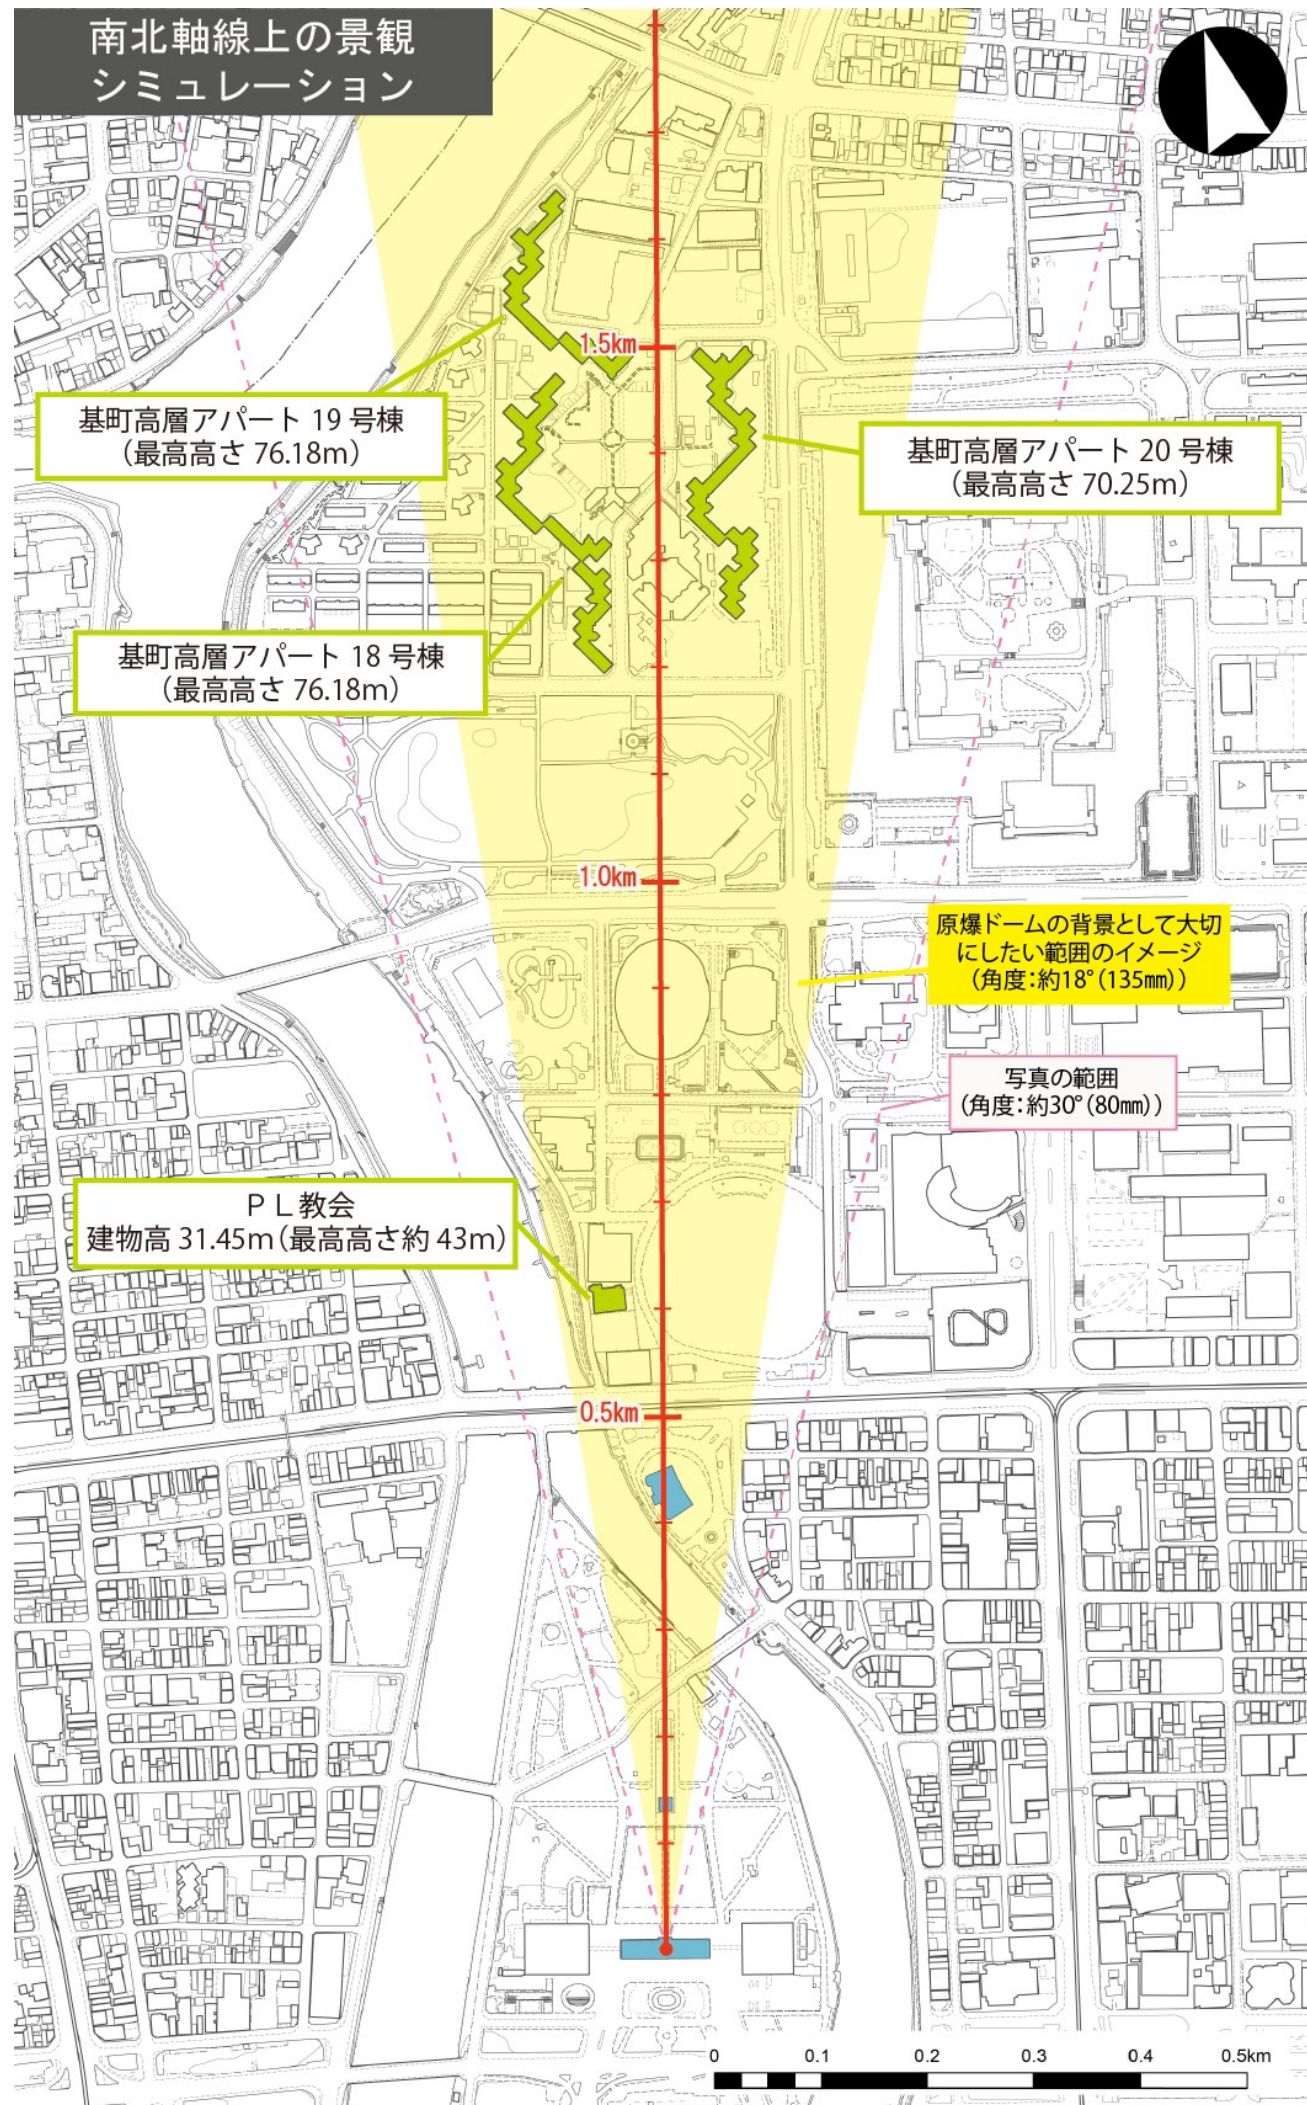 南北軸線上の景観
シミュレーション
1.5km
基町高層アパート 19 号棟
（最高高さ 76.18m）
基町高層アパート 20 号棟
（最高高さ 70.25m）
基町高層アパート 18 号棟
（最高高さ 76.18m）
1.0km
原爆ドームの背景として大切
にしたい範囲のイメージ
（角度：約18°（135㎜））
写真の範囲
（角度：約30°（80㎜））
ＰＬ教会
建物高 31.45m（最高高さ約 43m）
0.5km
0 0.1 0.2 0.3 0.4 0.5km